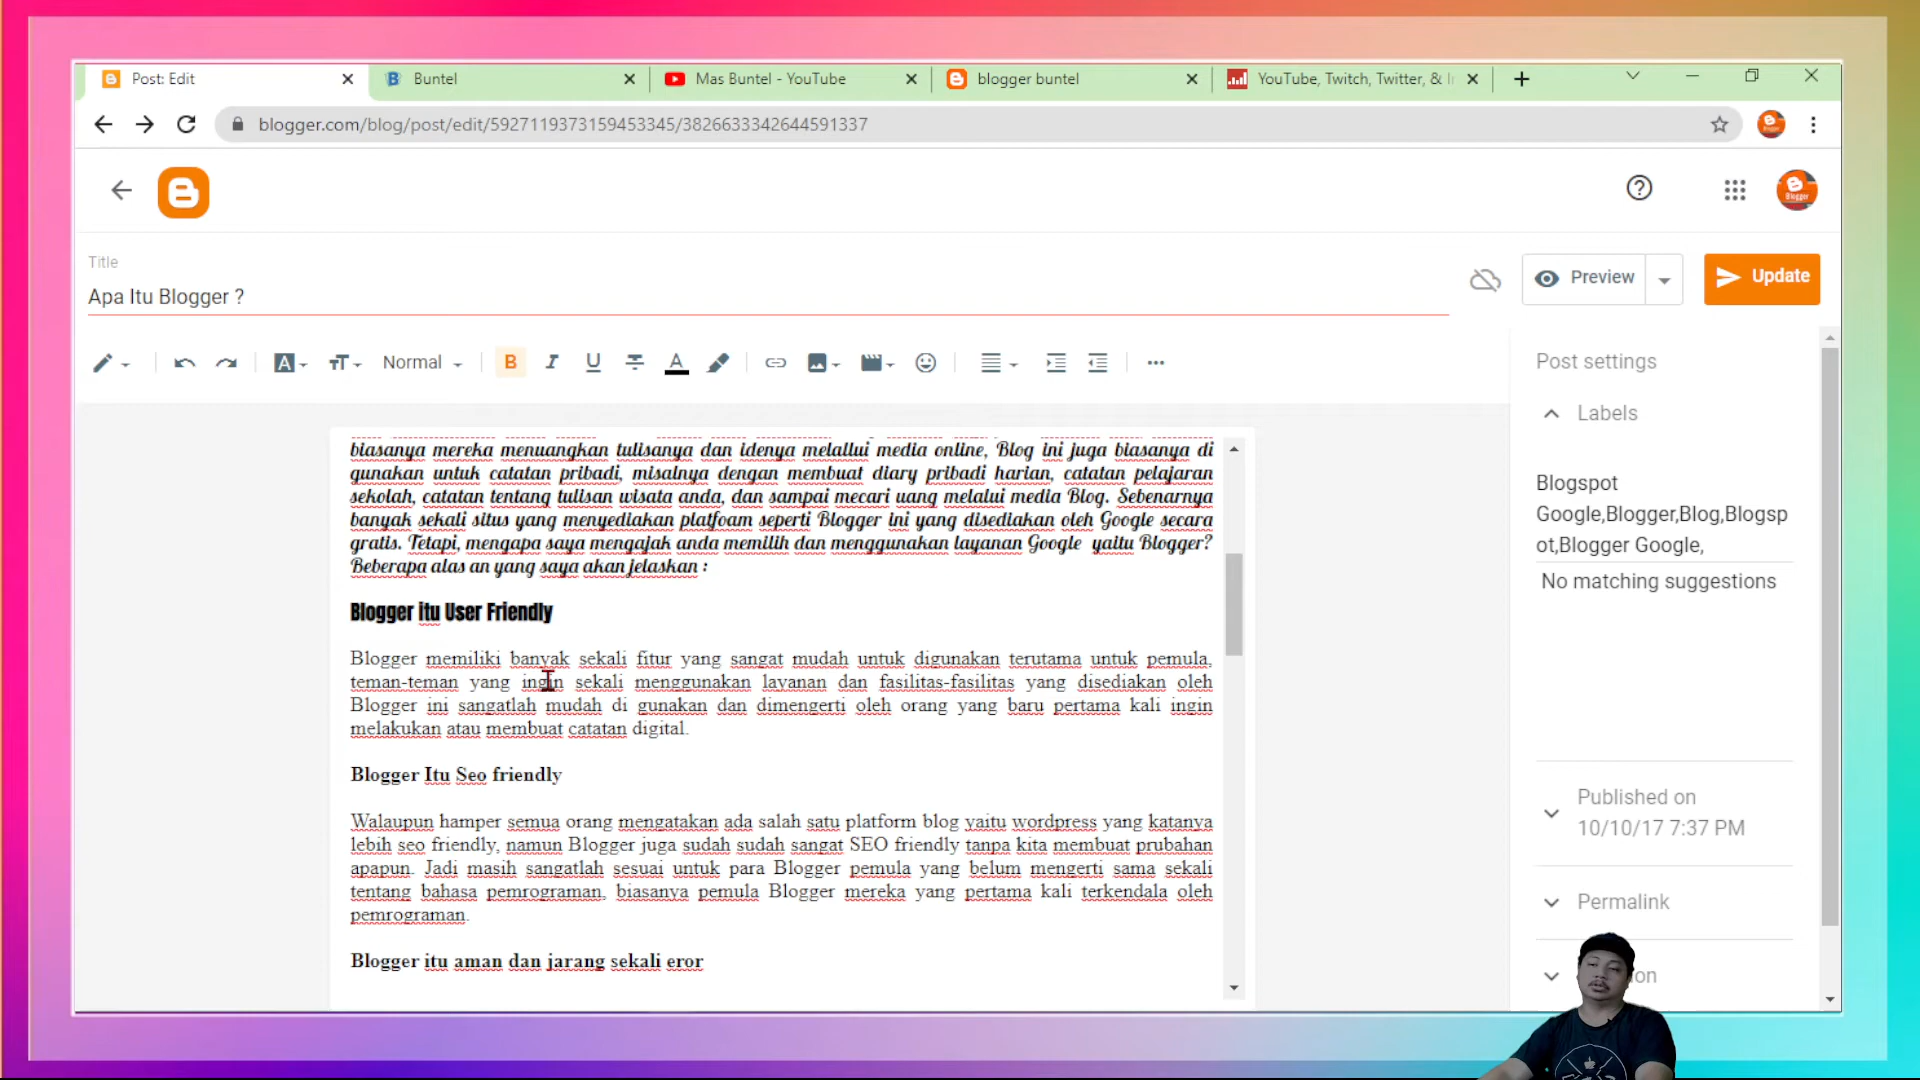 Post: Edit
Buntel
Mas Buntel - YouTube
blogger buntel
YouTube, Twitch, Twitter, & I
blogger.com/blog/post/edit/5927119373159453345/3826633342644591337
Title
Apa Itu Blogger ?
Preview
Update
Normal
biasanya mereka menuangkan tulisanya dan idenya melallui media online, Blog ini juga biasanya di
gunakan untuk catatan pribadi, misalnya dengan membuat diary pribadi harian, catatan pelajaran
sekolah, catatan tentang tulisan wisata anda, dan sampai mecari uang melalui media Blog. Sebenarnya
banyak sekali situs yang menyediakan platfoam seperti Blogger ini yang disediakan oleh Google secara
gratis. Tetapi, mengapa saya mengajak anda memilih dan menggunakan layanan Google yaitu Blogger?
Beberapa alas an yang saya akan jelaskan :
Blogger itu User Friendly
Blogger memiliki banyak sekali fitur yang sangat mudah untuk digunakan terutama untuk pemula,
teman-teman yang ingin sekali menggunakan layanan dan fasilitas-fasilitas yang disediakan oleh
Blogger ini sangatlah mudah di gunakan dan dimengerti oleh orang yang baru pertama kali ingin
melakukan atau membuat catatan digital.
Blogger Itu Seo friendly
Walaupun hamper semua orang mengatakan ada salah satu platform blog yaitu wordpress yang katanya
lebih seo friendly, namun Blogger juga sudah sudah sangat SEO friendly tanpa kita membuat prubahan
apapun. Jadi masih sangatlah sesuai untuk para Blogger pemula yang belum mengerti sama sekali
tentang bahasa pemrograman, biasanya pemula Blogger mereka yang pertama kali terkendala oleh
pemrograman.
Blogger itu aman dan jarang sekali eror
Post settings
Labels
Blogspot
Google,Blogger,Blog,Blogsp
ot,Blogger Google,
No matching suggestions
Published on
10/10/17 7:37 PM
Permalink